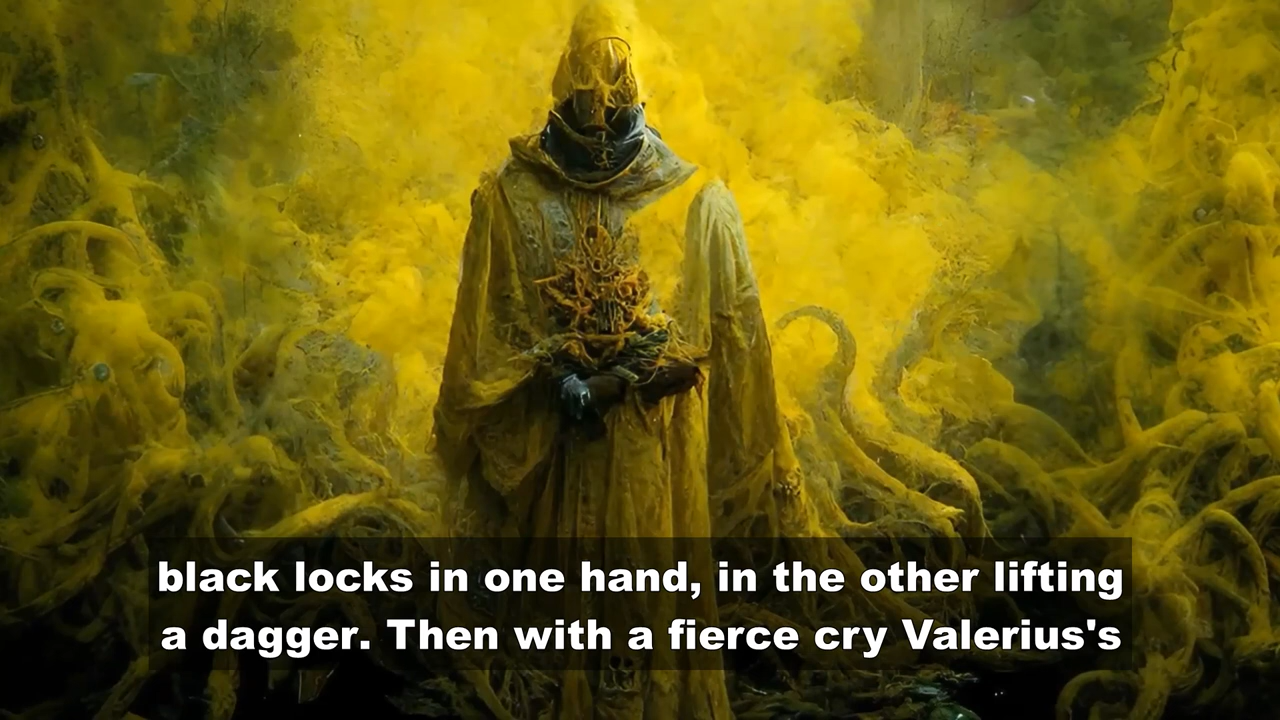 black locks in one hand, in the other lifting
a dagger. Then with a fierce cry Valerius's